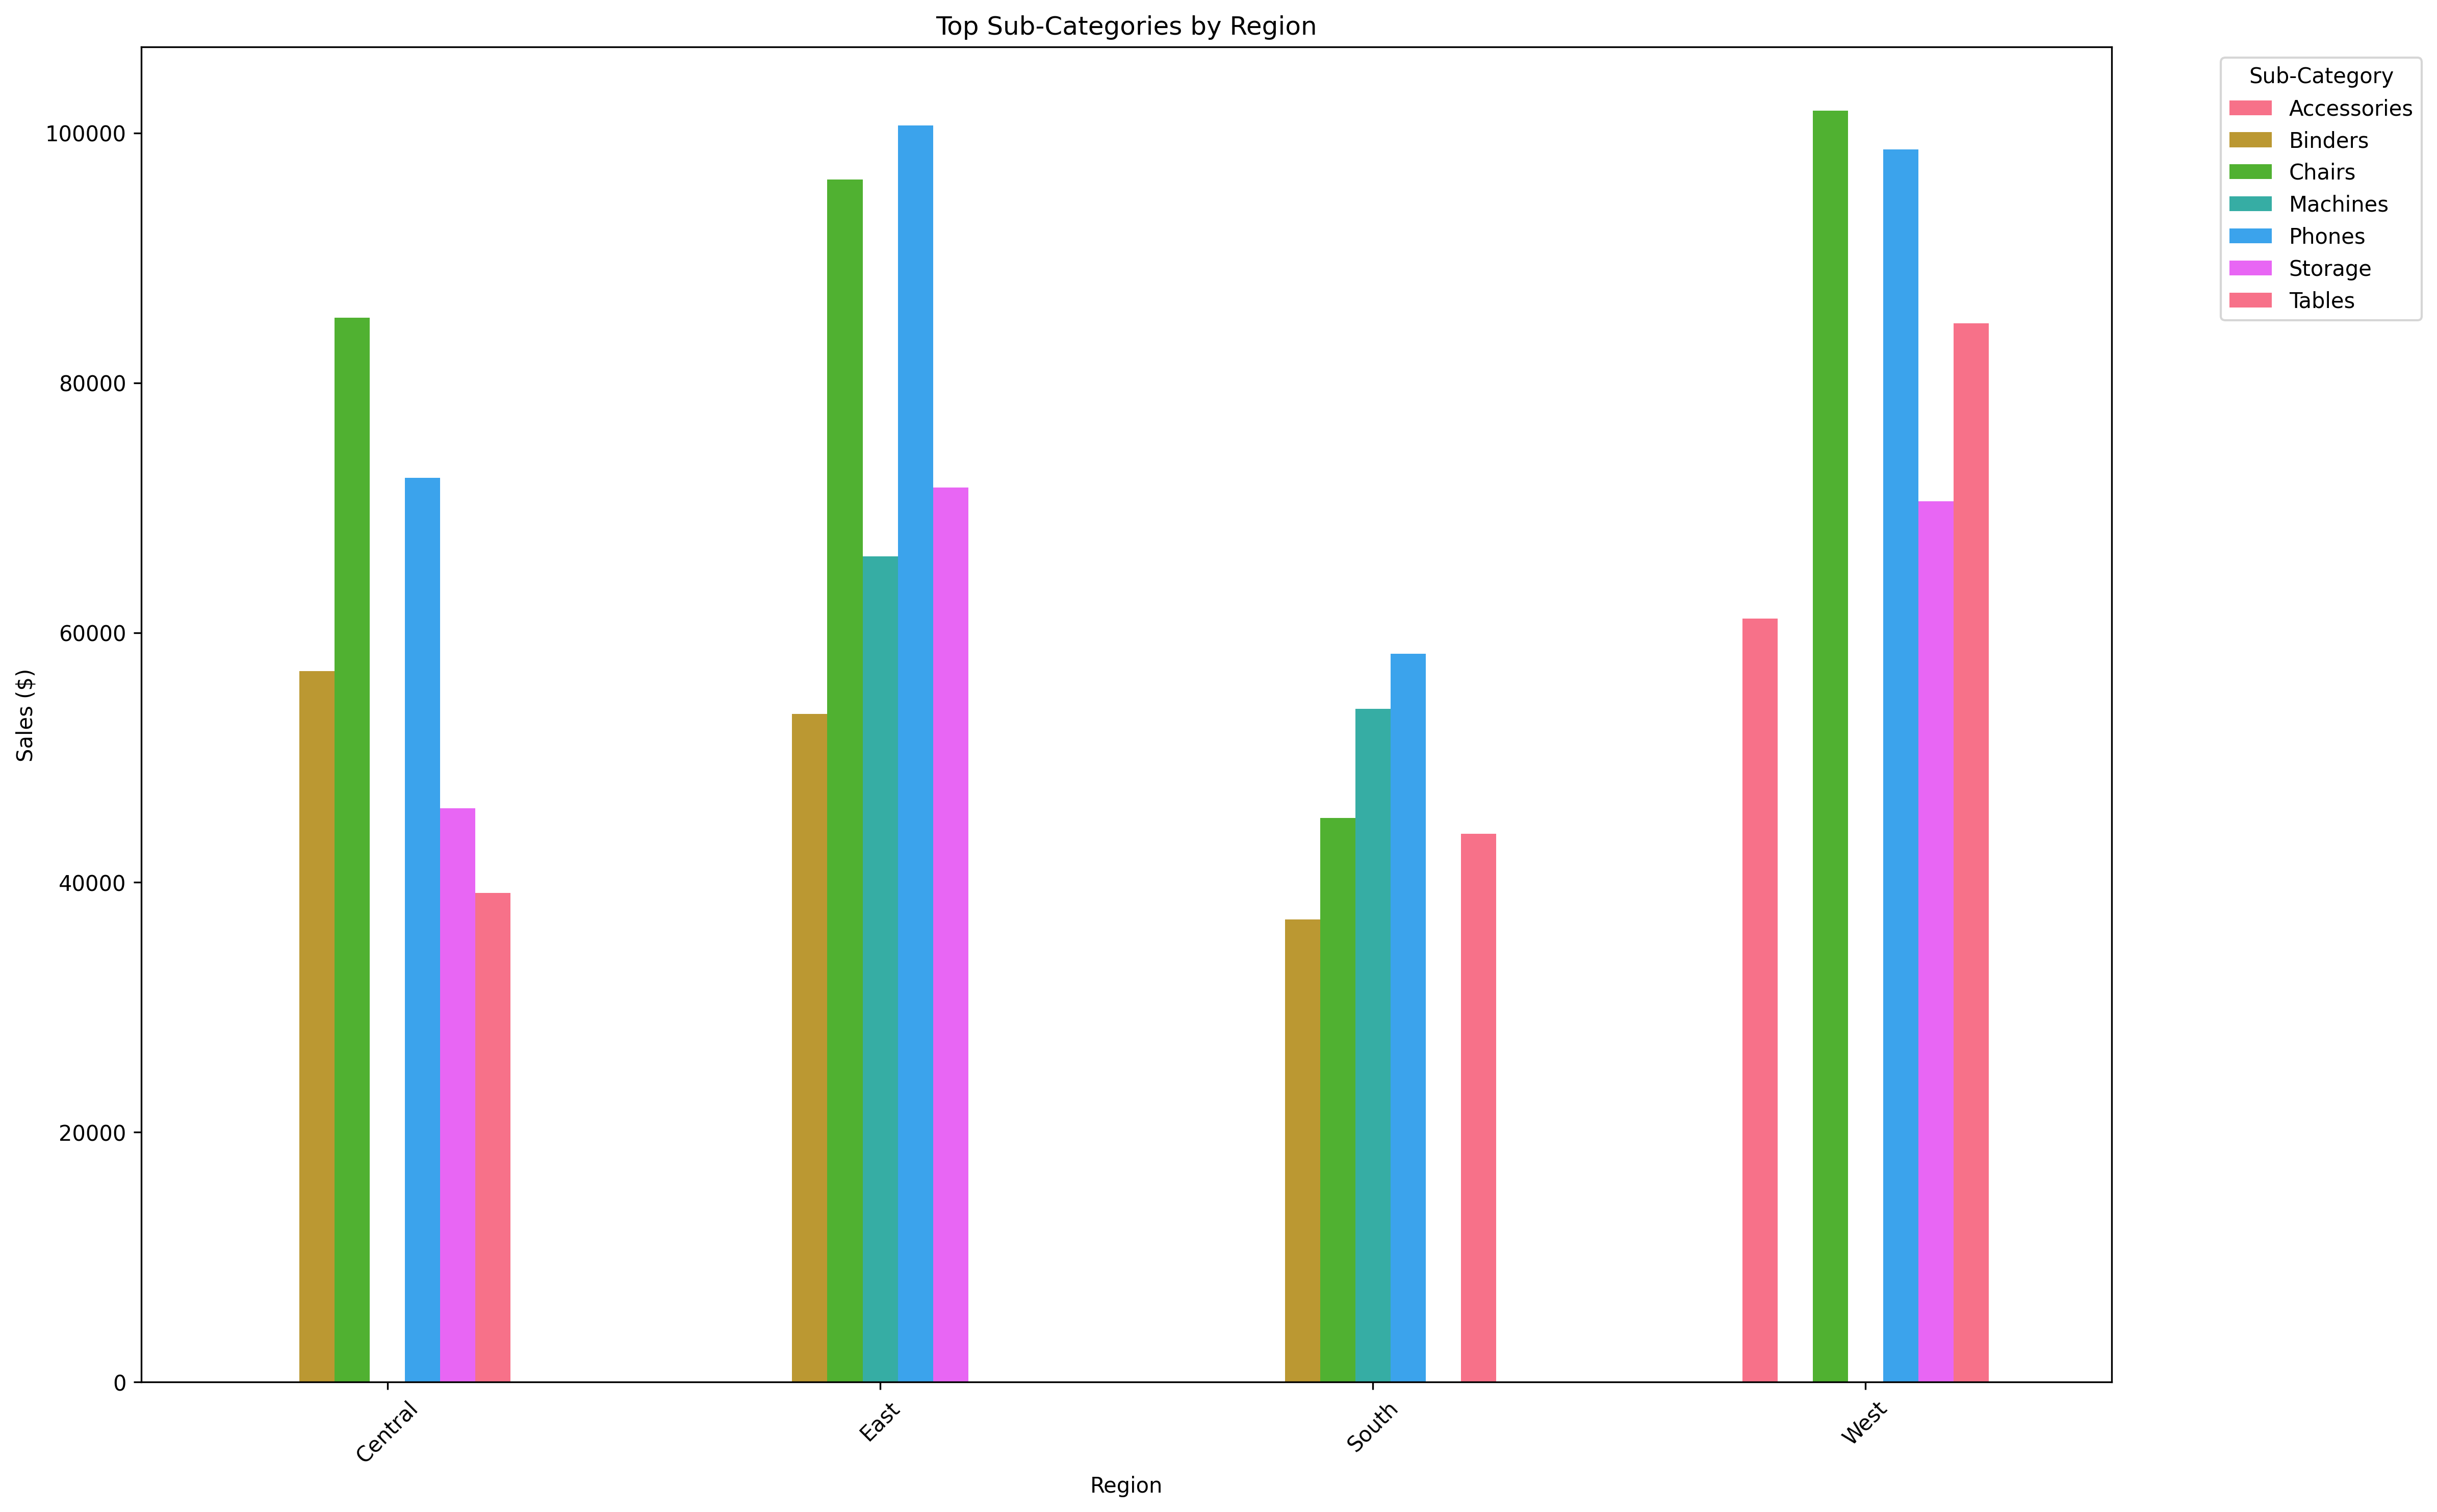 Top Sub-Categories by Region
Sub-Category
Accessories
Binders
Chairs
Machines
Phones
Storage
Tables
Sales ($)
100000
80000
60000
40000
20000
0
Central
East
South
West
Region